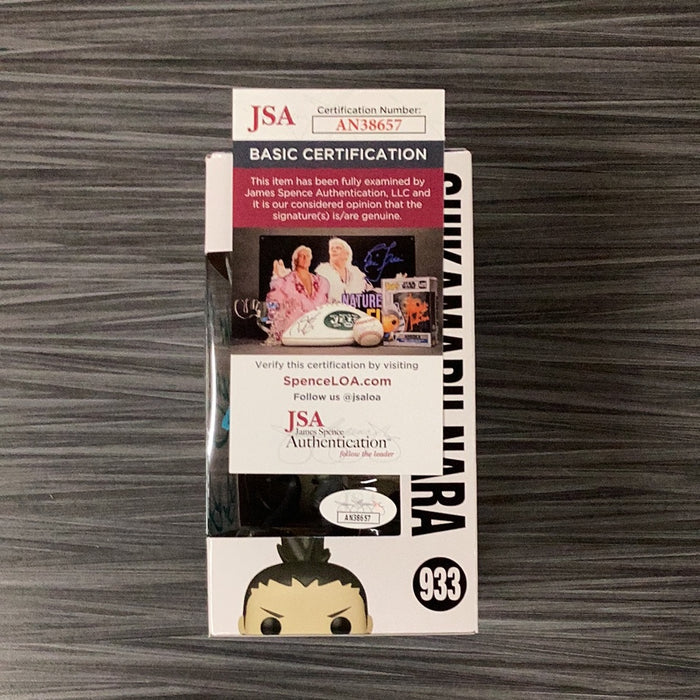 JSA
Certification Number:
AN38657
BASIC CERTIFICATION
This item has been fully examined by
James Spence Authentication, LLC and
it is our considered opinion that the
signature(s) is/are genuine.
NATURE
JETS
Verify this certification by visiting
SpenceLOA.com
Follow us @jsaloa
JSA
James Spence
Authentication
follow the leader
AN38657
SHIKAMARU NARA
933